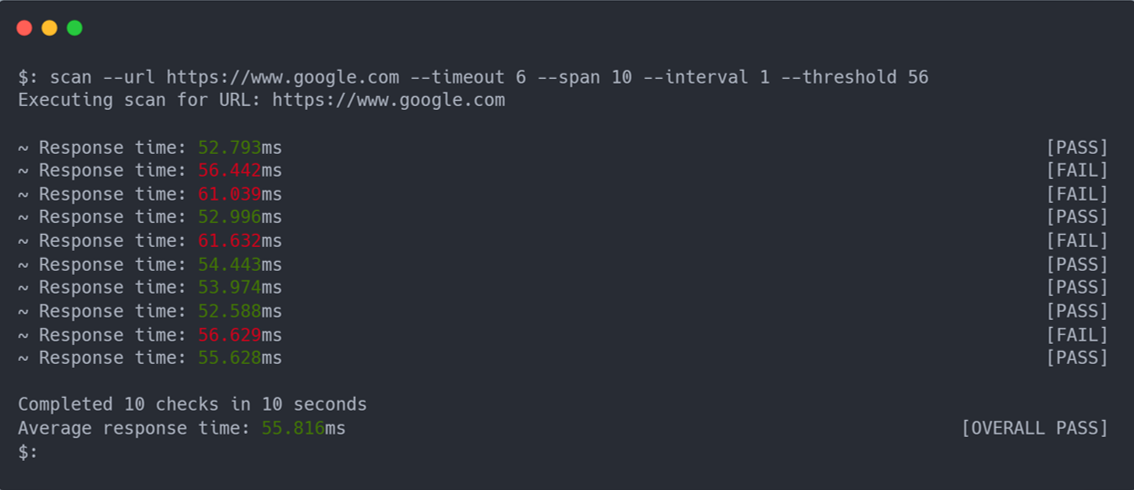 $: scan --url https://www.google.com --timeout 6 --span 10 --interval 1 --threshold 56
Executing scan for URL: https://www.google.com
~ Response time: 52.793ms [PASS]
~ Response time: 56.442ms [FAIL]
~ Response time: 61.039ms [FAIL]
~ Response time: 52.996ms [PASS]
~ Response time: 61.632ms [FAIL]
~ Response time: 54.443ms [PASS]
~ Response time: 53.974ms [PASS]
~ Response time: 52.588ms [PASS]
~ Response time: 56.629ms [FAIL]
~ Response time: 55.628ms [PASS]
Completed 10 checks in 10 seconds
Average response time: 55.816ms [OVERALL PASS]
$: